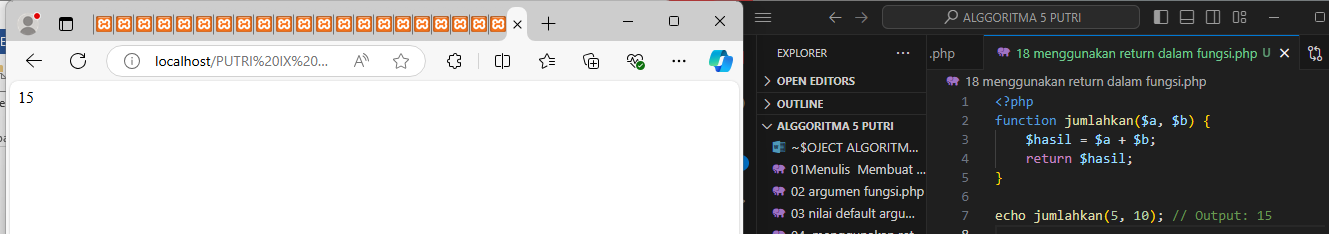 localhost/PUTRI%20IX%20...
15
ALGGORITMA 5 PUTRI
EXPLORER
OPEN EDITORS
OUTLINE
ALGGORITMA 5 PUTRI
~$OJECT ALGORITM...
01Menulis Membuat ...
02 argumen fungsi.php
03 nilai default argu...
.php
18 menggunakan return dalam fungsi.php U
18 menggunakan return dalam fungsi.php
1 <?php
2 function jumlahkan($a, $b) {
3 $hasil = $a + $b;
4 return $hasil;
5 }
6
7 echo jumlahkan(5, 10); // Output: 15
8